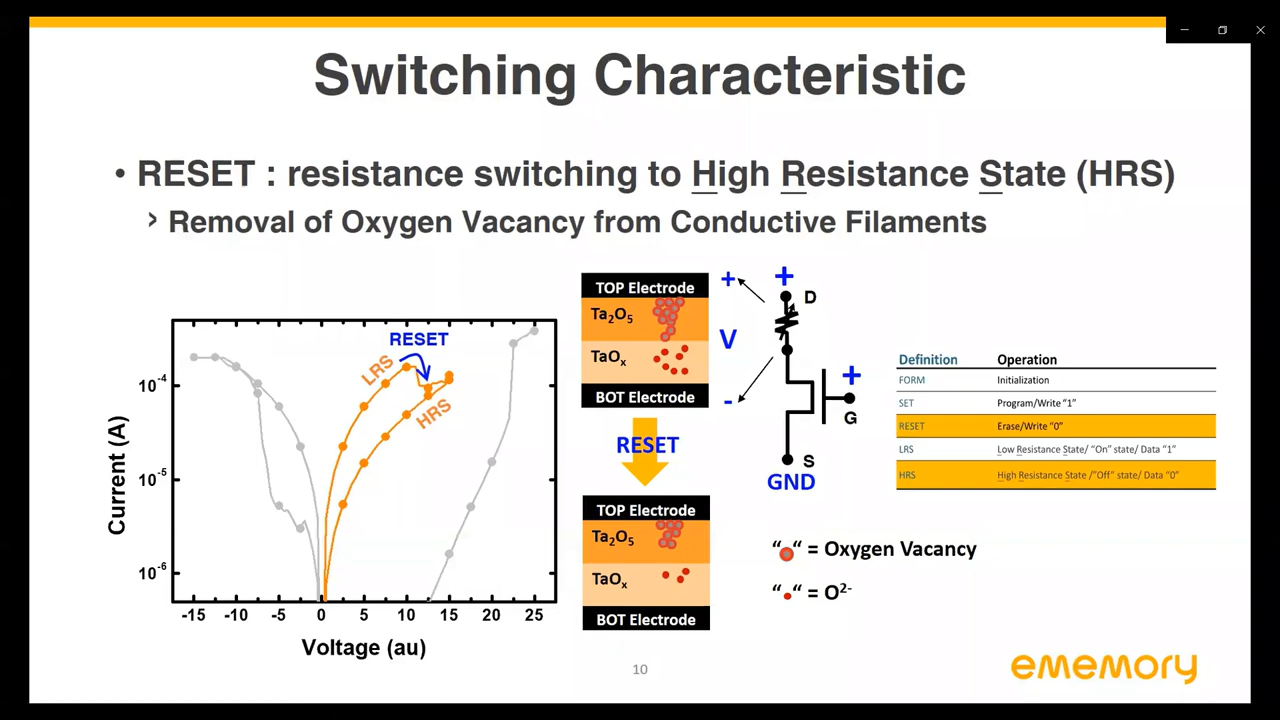 Switching Characteristic
• RESET : resistance switching to High Resistance State (HRS)
› Removal of Oxygen Vacancy from Conductive Filaments
Current (A)
10⁻⁴
10⁻⁵
10⁻⁶
RESET
LRS
HRS
-15 -10 -5 0 5 10 15 20 25
Voltage (au)
TOP Electrode
Ta₂O₅
TaOₓ
BOT Electrode
RESET
TOP Electrode
Ta₂O₅
TaOₓ
BOT Electrode
+
V
-
+
D
+
G
S
GND
Definition Operation
FORM Initialization
SET Program/Write “1”
RESET Erase/Write “0”
LRS Low Resistance State/ “On” state/ Data “1”
HRS High Resistance State /”Off” state/ Data “0”
“ “ = Oxygen Vacancy
“ “ = O²⁻
10
ememory